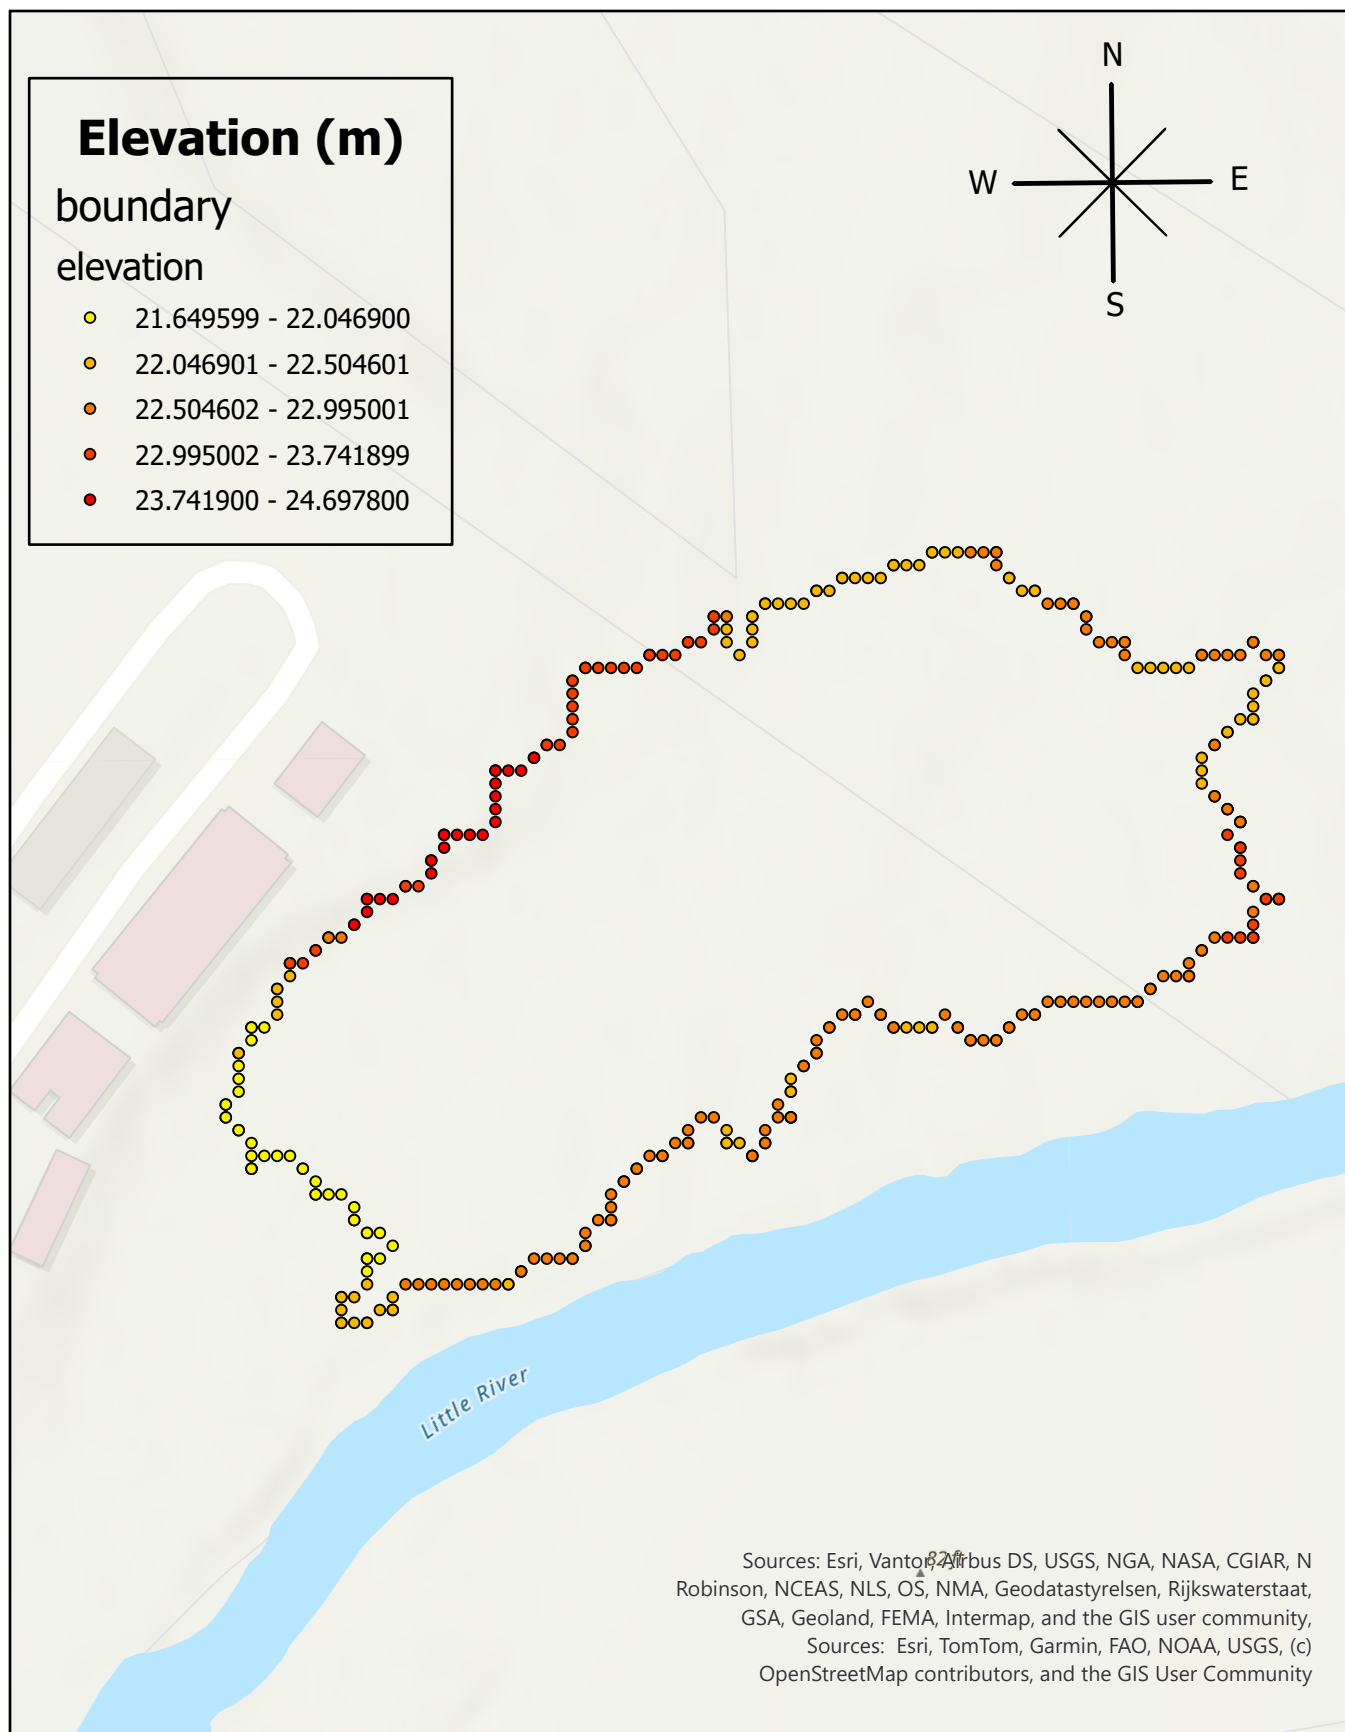 N
W
E
S
Elevation (m)
boundary
elevation
21.649599 - 22.046900
22.046901 - 22.504601
22.504602 - 22.995001
22.995002 - 23.741899
23.741900 - 24.697800
Little River
82 ft
Sources: Esri, Vantor, Airbus DS, USGS, NGA, NASA, CGIAR, N
Robinson, NCEAS, NLS, OS, NMA, Geodatastyrelsen, Rijkswaterstaat,
GSA, Geoland, FEMA, Intermap, and the GIS user community,
Sources: Esri, TomTom, Garmin, FAO, NOAA, USGS, (c)
OpenStreetMap contributors, and the GIS User Community